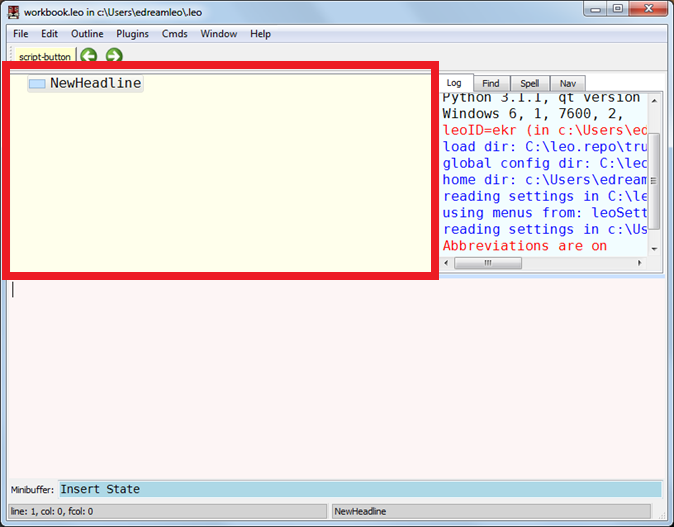 workbook.leo in c:\Users\edreamleo\.leo
File Edit Outline Plugins Cmds Window Help
script-button
NewHeadline
Log Find Spell Nav
Python 3.1.1, qt version
Windows 6, 1, 7600, 2,
leoID=ekr (in c:\Users\ed
load dir: C:\leo.repo\tru
global config dir: C:\leo
home dir: c:\Users\edream
reading settings in C:\le
using menus from: leoSett
reading settings in c:\Us
Abbreviations are on
Minibuffer: Insert State
line: 1, col: 0, fcol: 0
NewHeadline